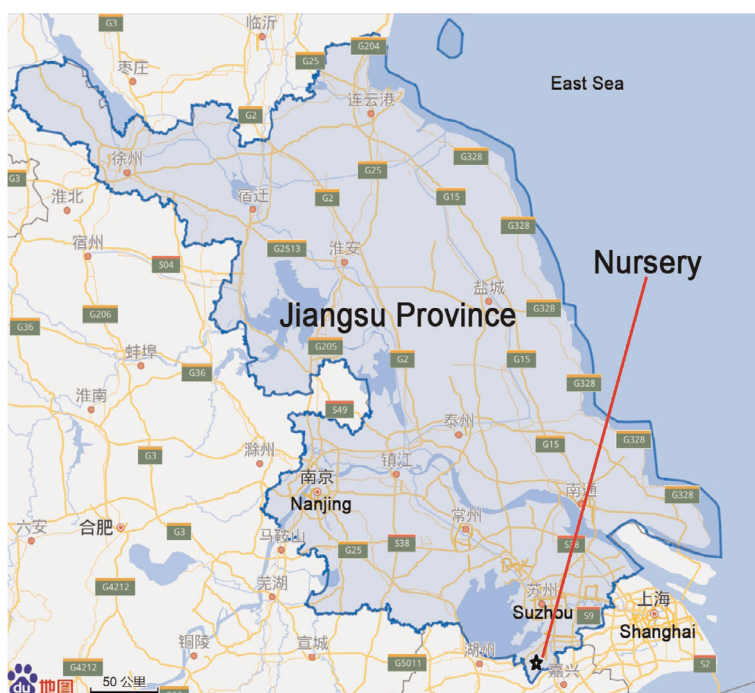 临沂
G3
G204
G25
East Sea
枣庄
连云港
G2
徐州
G328
G3
G25
宿迁
G2
G15
淮北
G328
宿州
G2513
淮安
S04
Nursery
盐城
Jiangsu Province
G206
G328
G36
G205
蚌埠
G2
G15
G36
G328
淮南
S49
泰州
滁州
G15
G328
G3
镇江
南京
南通
G328
Nanjing
六安
合肥
常州
G3
马鞍山
G25
S38
S38
G4212
芜湖
苏州
上海
Suzhou
S9
Shanghai
铜陵
宣城
湖州
G4212
G5011
嘉兴
S2
du 地图
50 公里